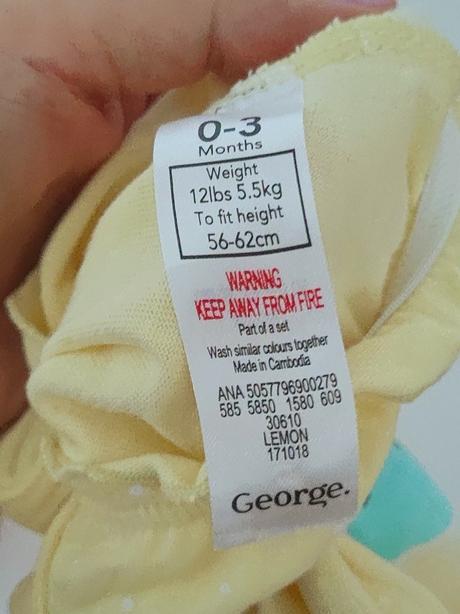 0-3
Months
Weight
12lbs 5.5kg
To fit height
56-62cm
WARNING
KEEP AWAY FROM FIRE
Part of a set
Wash similar colours together
Made in Cambodia
ANA 5057796900279
585 5850 1580 609
30610
LEMON
171018
George.